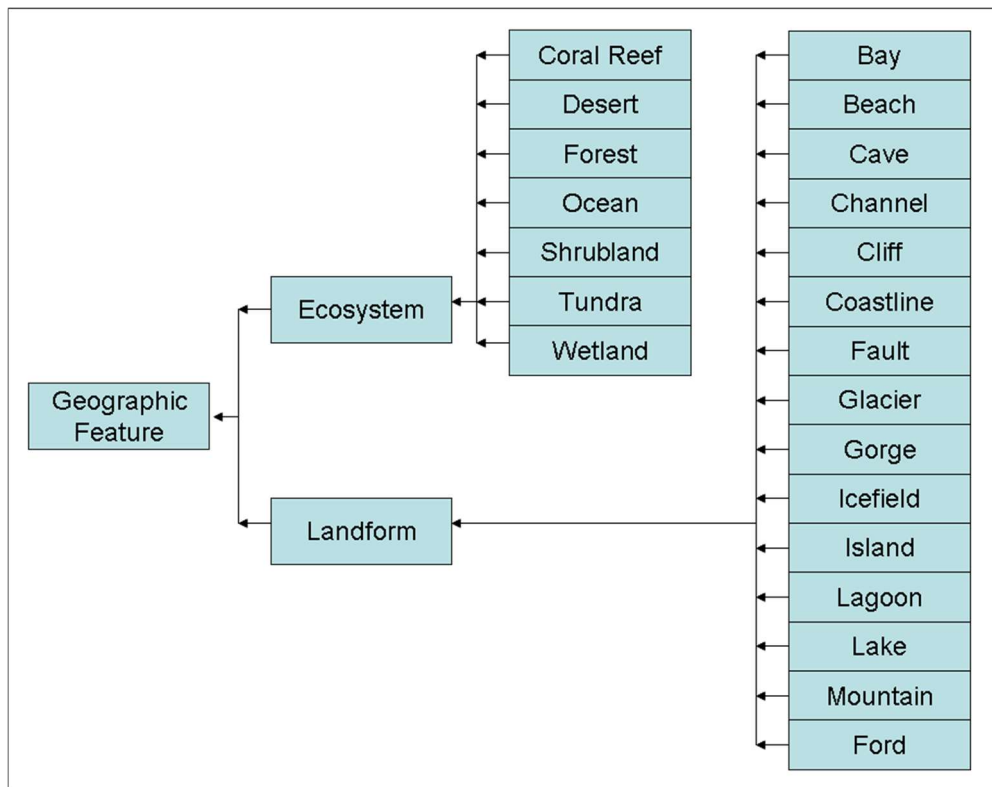 Geographic
Feature
Ecosystem
Landform
Coral Reef
Desert
Forest
Ocean
Shrubland
Tundra
Wetland
Bay
Beach
Cave
Channel
Cliff
Coastline
Fault
Glacier
Gorge
Icefield
Island
Lagoon
Lake
Mountain
Ford